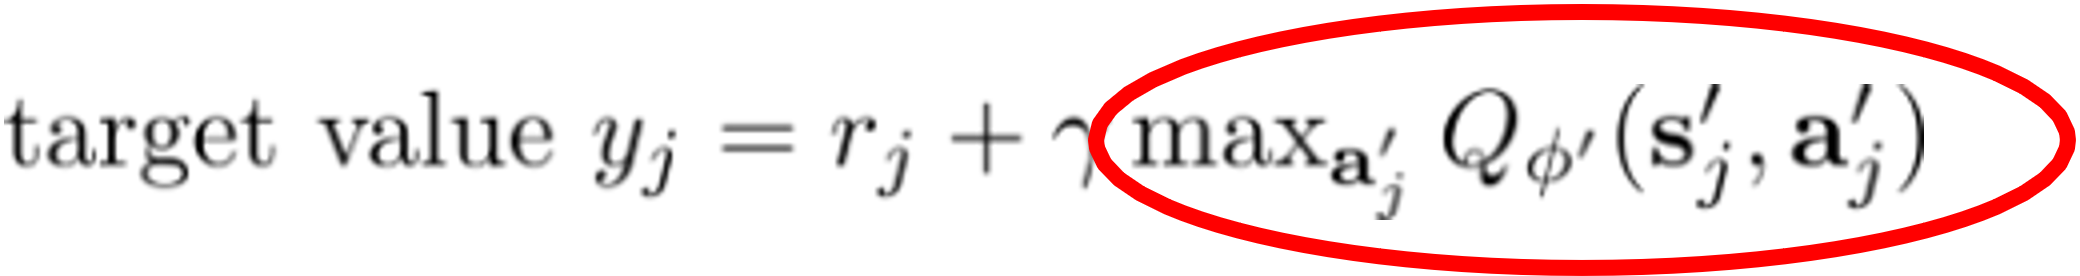 target value y_j = r_j + γ max_{a'_j} Q_{ϕ'}(s'_j, a'_j)